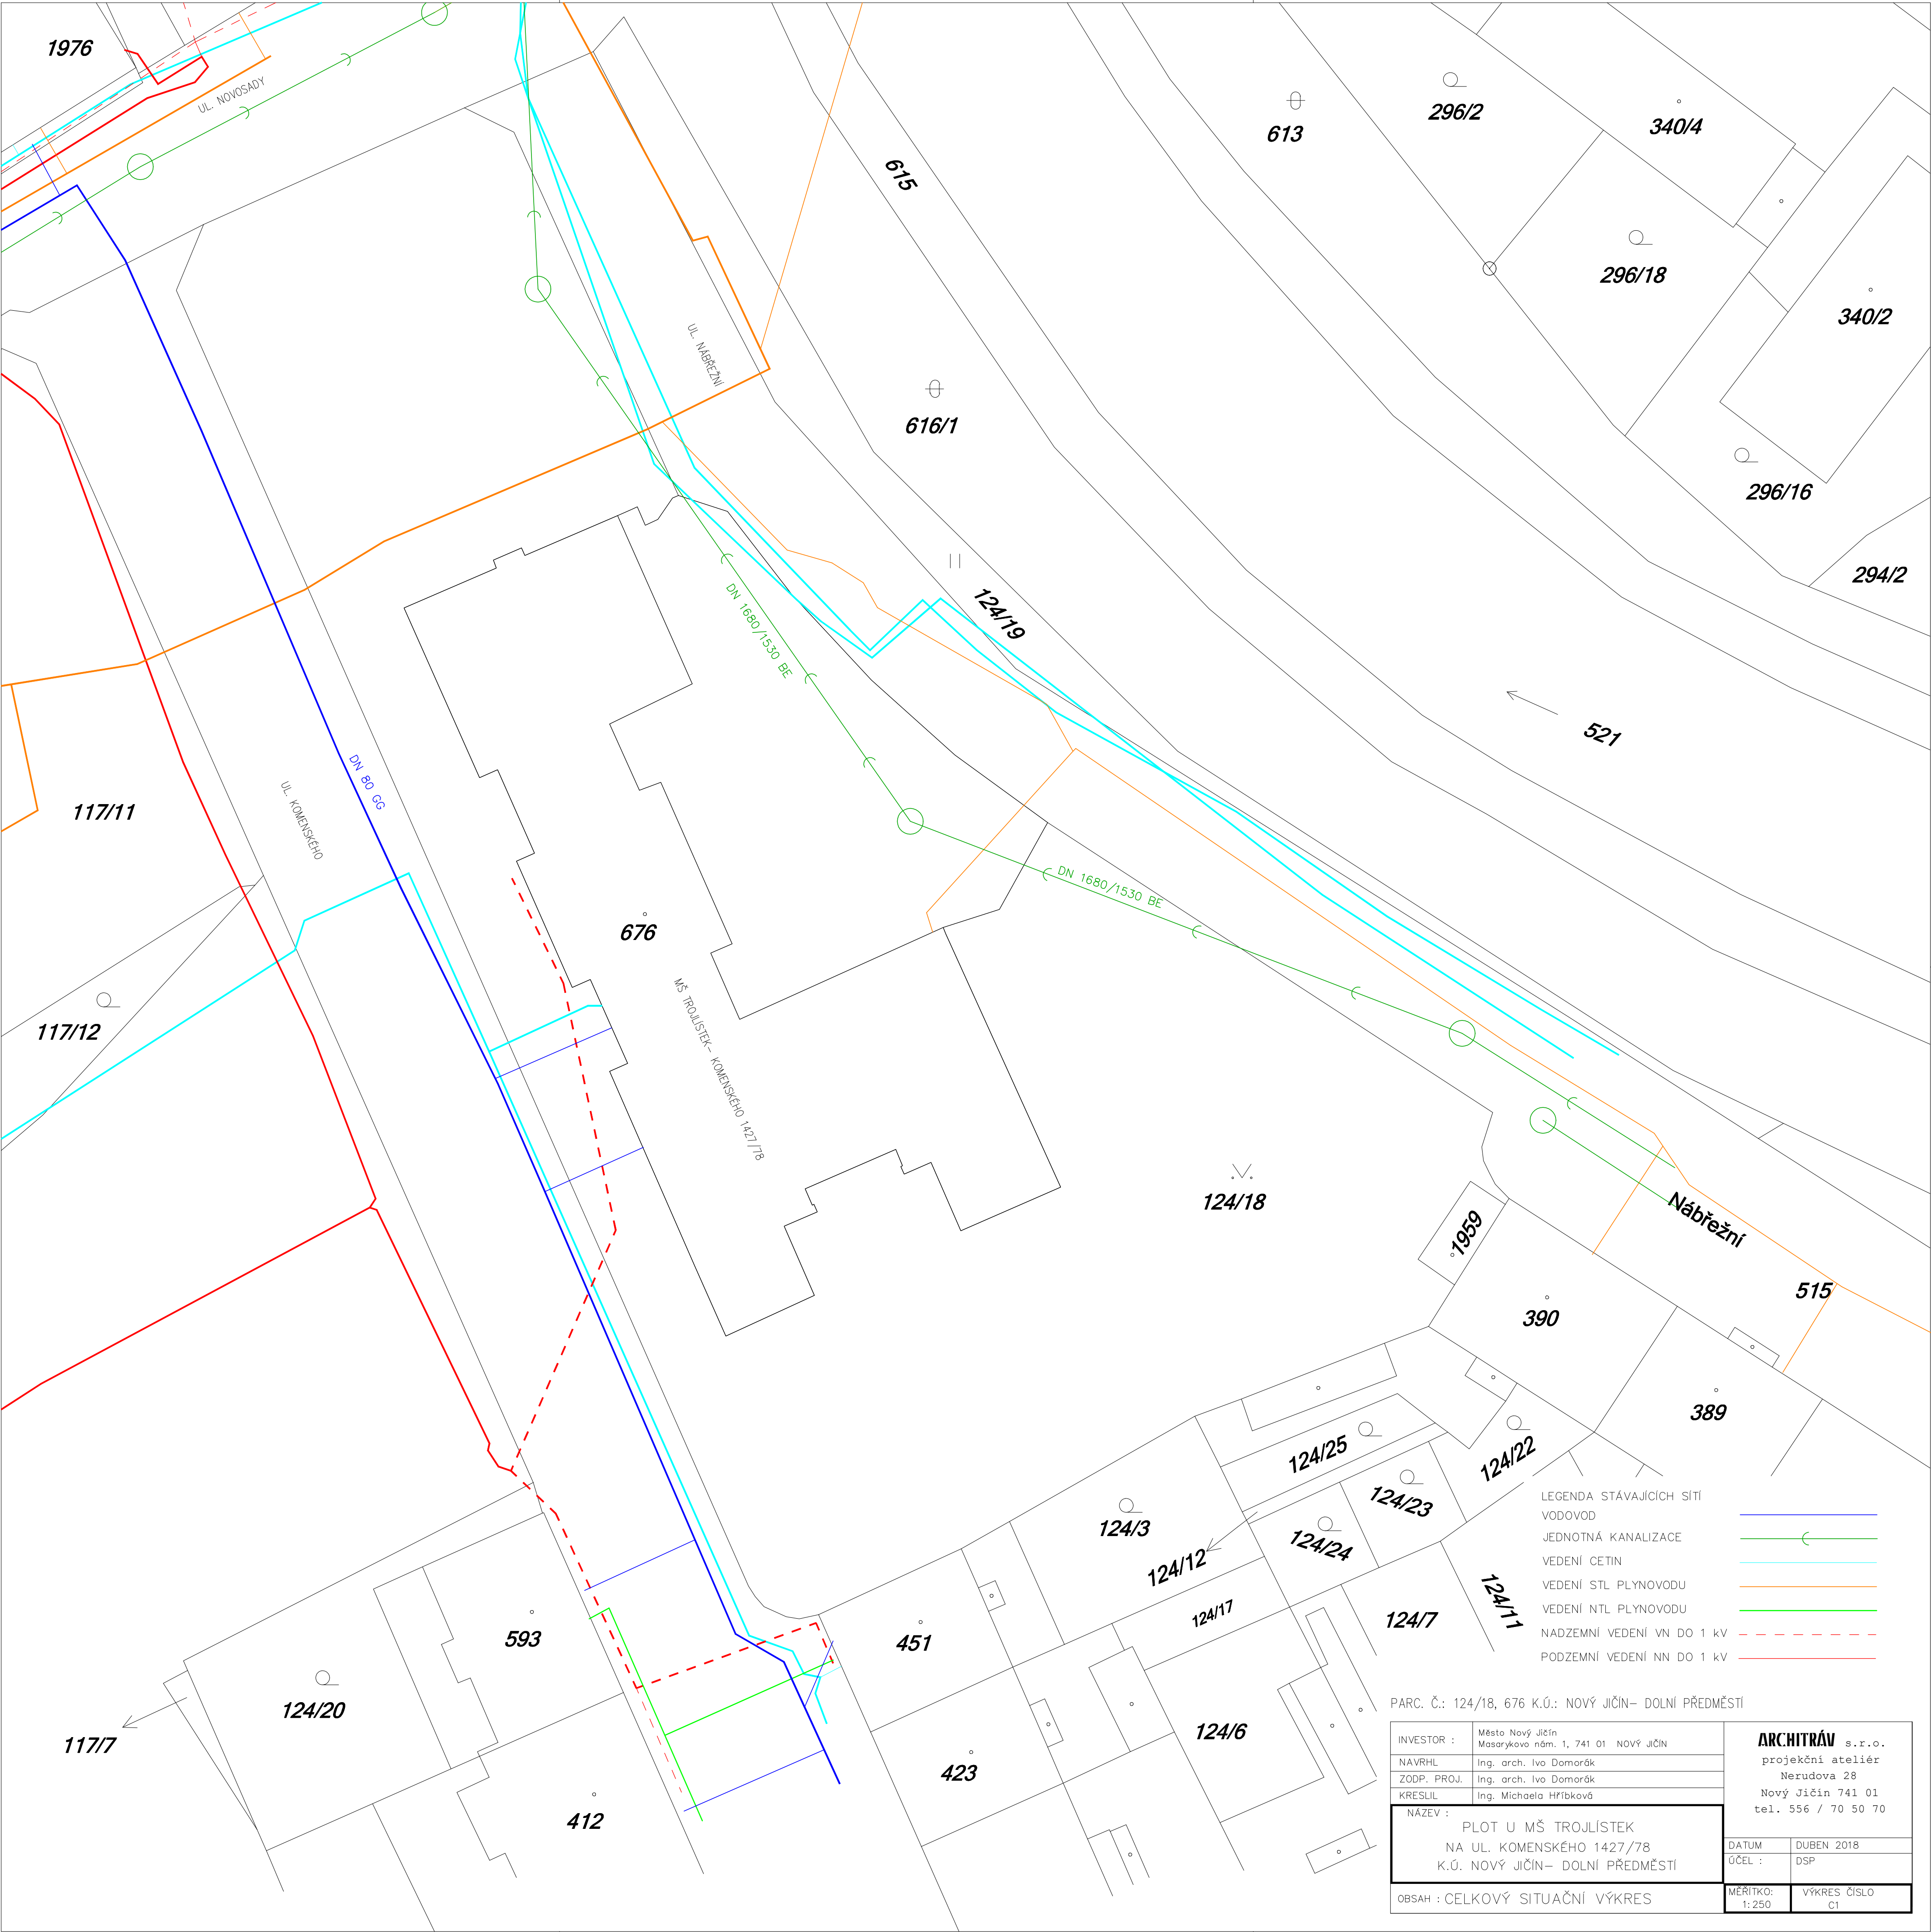 1976
UL. NOVOSADY
615
613
296/2
340/4
296/18
340/2
UL. NÁBŘEŽNÍ
616/1
296/16
294/2
124/19
DN 1680/1530 BE
521
117/11
UL. KOMENSKÉHO
DN 80 GG
DN 1680/1530 BE
676
117/12
MŠ TROJLÍSTEK- KOMENSKÉHO 1427/78
124/18
Nábřežní
1959
515
390
389
124/25
124/22
124/23
124/3
124/24
124/12
124/17
124/7
124/11
593
451
124/20
117/7
124/6
423
412
LEGENDA STÁVAJÍCÍCH SÍTÍ
VODOVOD
JEDNOTNÁ KANALIZACE
VEDENÍ CETIN
VEDENÍ STL PLYNOVODU
VEDENÍ NTL PLYNOVODU
NADZEMNÍ VEDENÍ VN DO 1 kV
PODZEMNÍ VEDENÍ NN DO 1 kV
PARC. Č.: 124/18, 676 K.Ú.: NOVÝ JIČÍN- DOLNÍ PŘEDMĚSTÍ
INVESTOR : Město Nový Jičín
Masarykovo nám. 1, 741 01 NOVÝ JIČÍN
NAVRHL Ing. arch. Ivo Domorák
ZODP. PROJ. Ing. arch. Ivo Domorák
KRESLIL Ing. Michaela Hříbková
ARCHITRÁV s.r.o.
projekční ateliér
Nerudova 28
Nový Jičín 741 01
tel. 556 / 70 50 70
NÁZEV :
PLOT U MŠ TROJLÍSTEK
NA UL. KOMENSKÉHO 1427/78
K.Ú. NOVÝ JIČÍN- DOLNÍ PŘEDMĚSTÍ
DATUM DUBEN 2018
ÚČEL : DSP
OBSAH : CELKOVÝ SITUAČNÍ VÝKRES
MĚŘÍTKO: 1:250
VÝKRES ČÍSLO C1